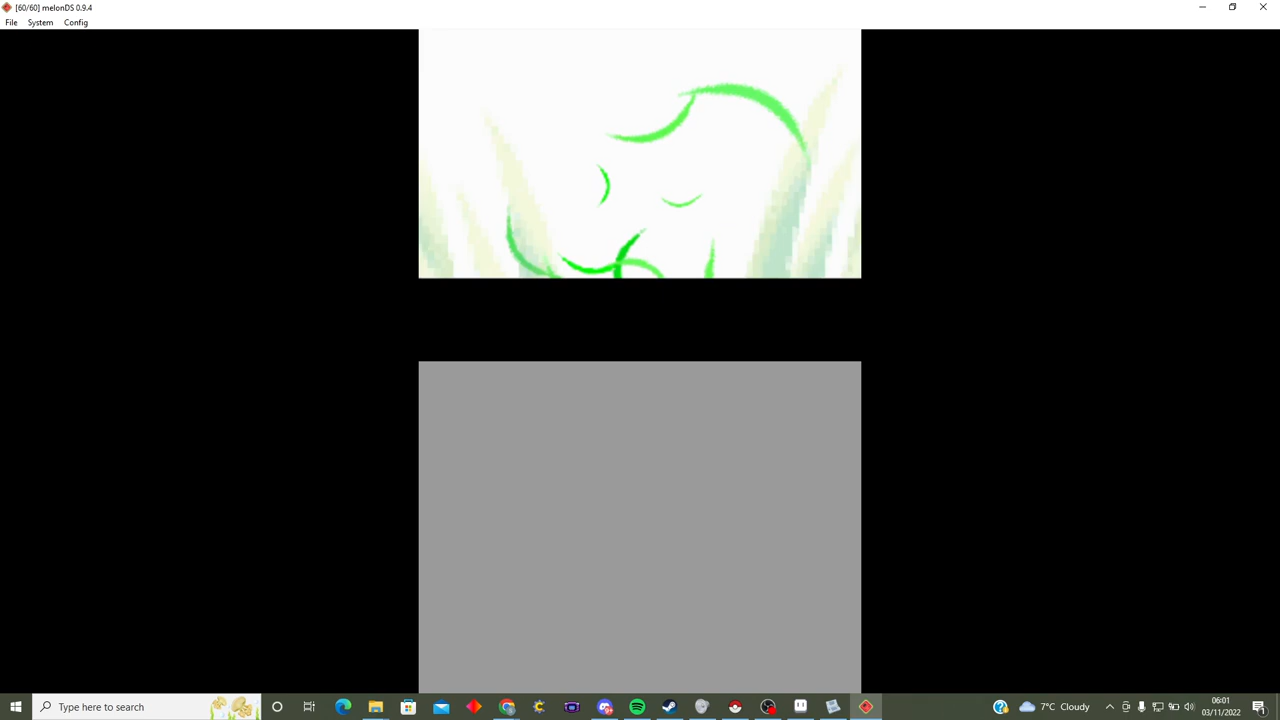 [60/60] melonDS 0.9.4
File System Config
Type here to search
7°C Cloudy
06:01
03/11/2022
1